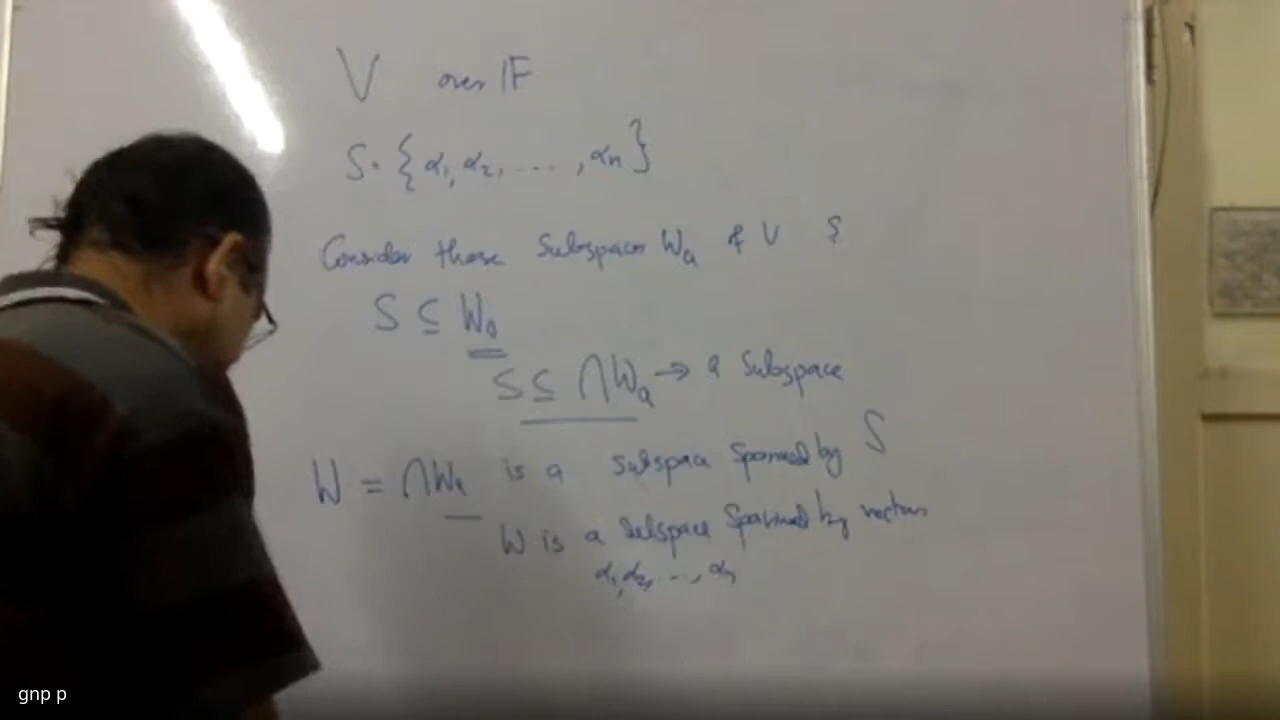 V over F
S = {α1, α2, ..., αn}
Consider those Subspaces Wa of V
S ⊆ Wa
S ⊆ ∩Wa → a Subspace
W = ∩Wa is a subspace spanned by S
W is a subspace spanned by vectors
α1, α2, ..., αn
gnp p